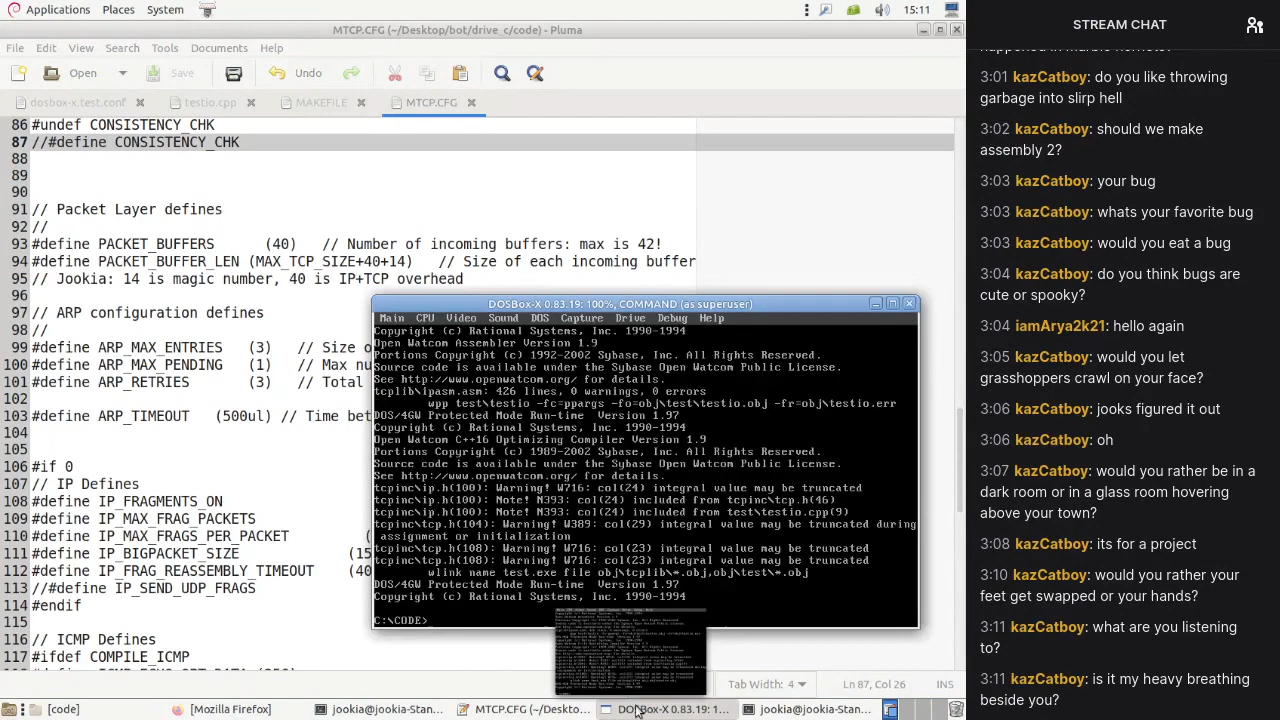 Applications Places System 15:11
MTCP.CFG (~/Desktop/bot/drive_c/code) - Pluma
File Edit View Search Tools Documents Help
Open Save Undo
dosbox-x.test.conf testio.cpp MAKEFILE MTCP.CFG
86 #undef CONSISTENCY_CHK
87 //#define CONSISTENCY_CHK
88
89
90
91 // Packet Layer defines
92 //
93 #define PACKET_BUFFERS (40) // Number of incoming buffers: max is 42!
94 #define PACKET_BUFFER_LEN (MAX_TCP_SIZE+40+14) // Size of each incoming buffer
95 // Jookia: 14 is magic number, 40 is IP+TCP overhead
96
97 // ARP configuration defines
98 //
99 #define ARP_MAX_ENTRIES (3) // Size o
100 #define ARP_MAX_PENDING (1) // Max nu
101 #define ARP_RETRIES (3) // Total
102
103 #define ARP_TIMEOUT (500ul) // Time bet
104
105
106 #if 0
107 // IP Defines
108 #define IP_FRAGMENTS_ON
109 #define IP_MAX_FRAG_PACKETS
110 #define IP_MAX_FRAGS_PER_PACKET (
111 #define IP_BIGPACKET_SIZE (15
112 #define IP_FRAG_REASSEMBLY_TIMEOUT (40
113 //#define IP_SEND_UDP_FRAGS
114 #endif
115
116 // ICMP Defines
DOSBox-X 0.83.19: 100%, COMMAND (as superuser)
Main CPU Video Sound DOS Capture Drive Debug Help
Copyright (c) Rational Systems, Inc. 1990-1994
Open Watcom Assembler Version 1.9
Portions Copyright (c) 1992-2002 Sybase, Inc. All Rights Reserved.
Source code is available under the Sybase Open Watcom Public License.
See http://www.openwatcom.org/ for details.
tcplib\ipasm.asm: 426 lines, 0 warnings, 0 errors
wpp test\testio -fc=ppargs -fo=obj\test\testio.obj -fr=obj\testio.err
DOS/4GW Protected Mode Run-time Version 1.97
Copyright (c) Rational Systems, Inc. 1990-1994
Open Watcom C++16 Optimizing Compiler Version 1.9
Portions Copyright (c) 1989-2002 Sybase, Inc. All Rights Reserved.
Source code is available under the Sybase Open Watcom Public License.
See http://www.openwatcom.org/ for details.
tcpinc\ip.h(100): Warning! W716: col(24) integral value may be truncated
tcpinc\ip.h(100): Note! N393: col(24) included from tcpinc\tcp.h(46)
tcpinc\ip.h(100): Note! N393: col(24) included from test\testio.cpp(9)
tcpinc\tcp.h(104): Warning! W389: col(29) integral value may be truncated during
assignment or initialization
tcpinc\tcp.h(108): Warning! W716: col(23) integral value may be truncated
tcpinc\tcp.h(108): Warning! W716: col(23) integral value may be truncated
wlink name test.exe file obj\tcplib\*.obj,obj\test\*.obj
DOS/4GW Protected Mode Run-time Version 1.97
Copyright (c) Rational Systems, Inc. 1990-1994
C:\CODE>
Tab Width: 4 Ln 87, Col 26 INS
[code] [Mozilla Firefox] jookia@jookia-Stan... MTCP.CFG (~/Deskto... DOSBox-X 0.83.19: 1... jookia@jookia-Stan...
STREAM CHAT
3:01 kazCatboy: do you like throwing
garbage into slirp hell
3:02 kazCatboy: should we make
assembly 2?
3:03 kazCatboy: your bug
3:03 kazCatboy: whats your favorite bug
3:03 kazCatboy: would you eat a bug
3:04 kazCatboy: do you think bugs are
cute or spooky?
3:04 iamArya2k21: hello again
3:05 kazCatboy: would you let
grasshoppers crawl on your face?
3:06 kazCatboy: jooks figured it out
3:06 kazCatboy: oh
3:07 kazCatboy: would you rather be in a
dark room or in a glass room hovering
above your town?
3:08 kazCatboy: its for a project
3:10 kazCatboy: would you rather your
feet get swapped or your hands?
3:11 kazCatboy: what are you listening
to?
3:11 kazCatboy: is it my heavy breathing
beside you?